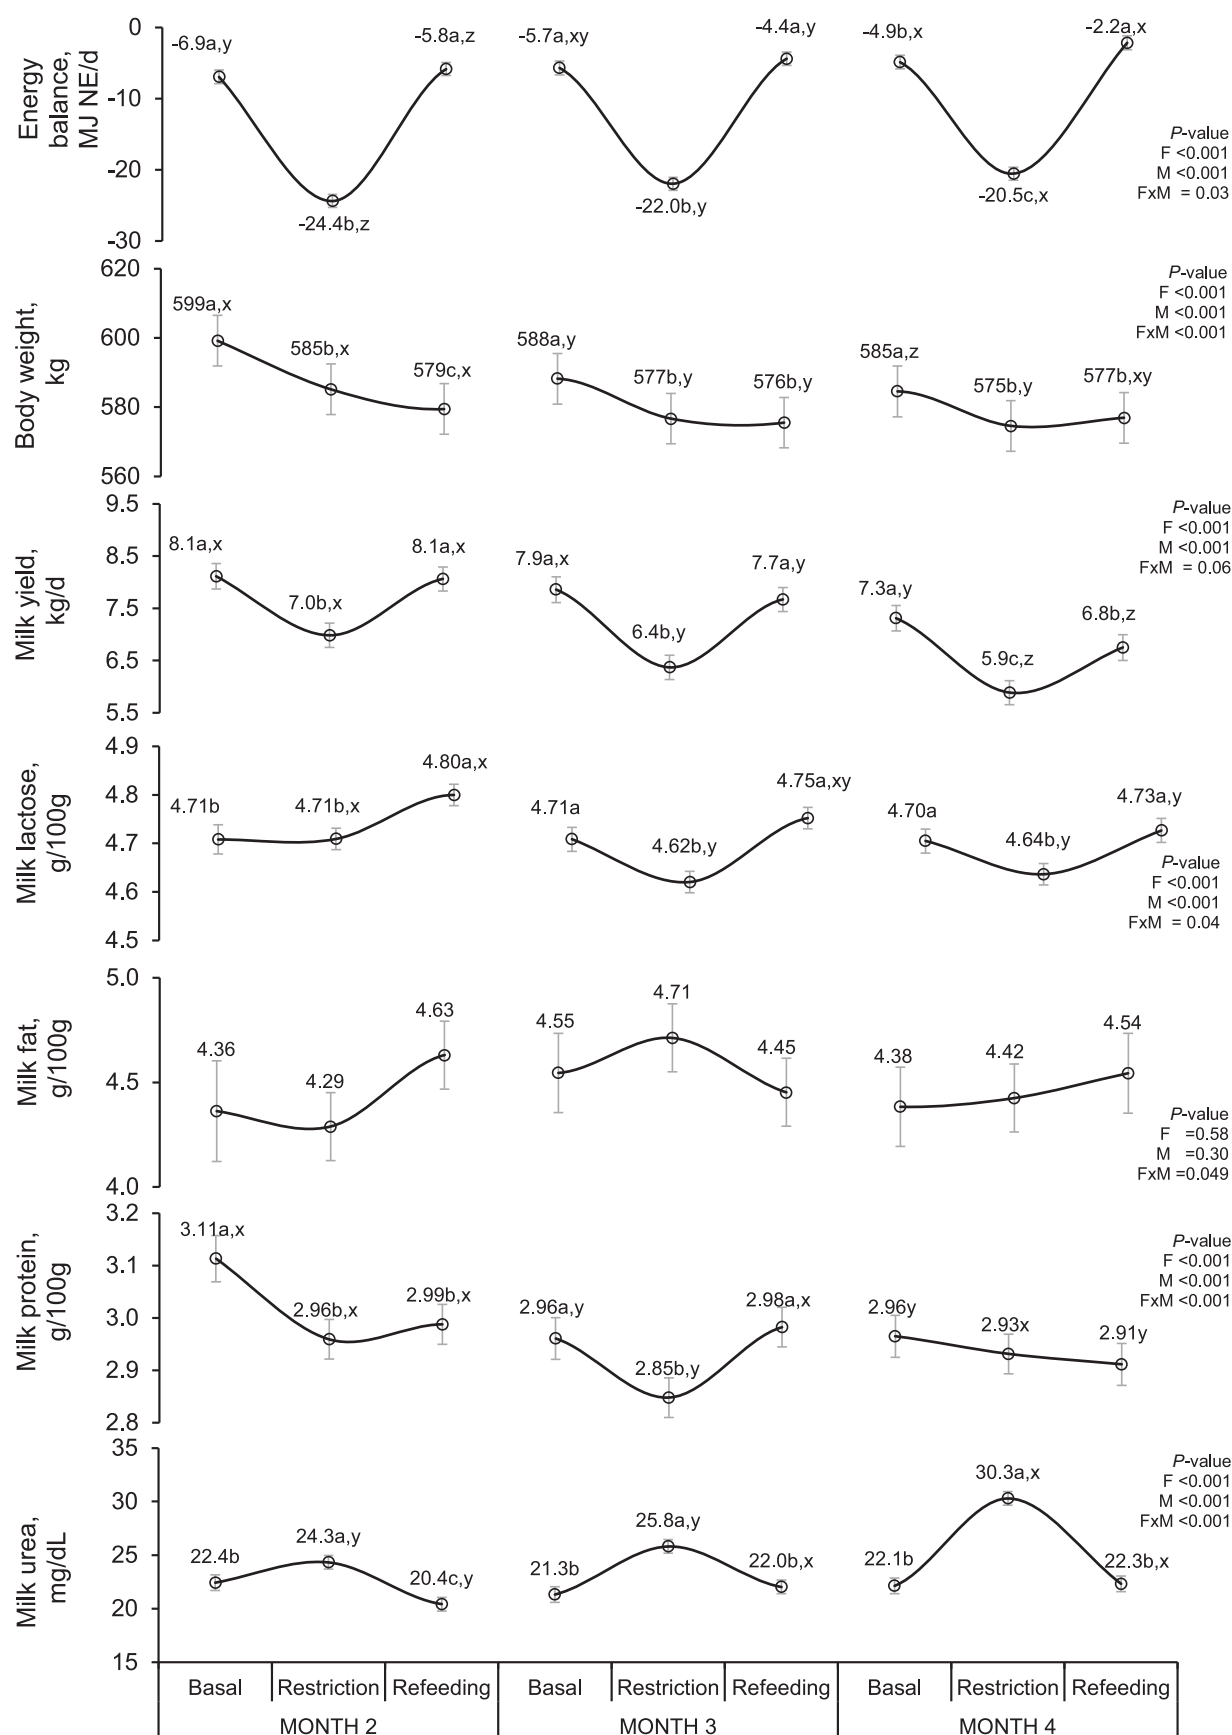 Energy
balance,
MJ NE/d
0
-10
-20
-30
-6.9a,y
-24.4b,z
-5.8a,z
-5.7a,xy
-22.0b,y
-4.4a,y
-4.9b,x
-20.5c,x
-2.2a,x
P-value
F <0.001
M <0.001
FxM = 0.03
Body weight,
kg
620
600
580
560
599a,x
585b,x
579c,x
588a,y
577b,y
576b,y
585a,z
575b,y
577b,xy
P-value
F <0.001
M <0.001
FxM <0.001
Milk yield,
kg/d
9.5
8.5
7.5
6.5
5.5
8.1a,x
7.0b,x
8.1a,x
7.9a,x
6.4b,y
7.7a,y
7.3a,y
5.9c,z
6.8b,z
P-value
F <0.001
M <0.001
FxM = 0.06
Milk lactose,
g/100g
4.9
4.8
4.7
4.6
4.5
4.71b
4.71b,x
4.80a,x
4.71a
4.62b,y
4.75a,xy
4.70a
4.64b,y
4.73a,y
P-value
F <0.001
M <0.001
FxM = 0.04
Milk fat,
g/100g
5.0
4.5
4.0
4.36
4.29
4.63
4.55
4.71
4.45
4.38
4.42
4.54
P-value
F =0.58
M =0.30
FxM =0.049
Milk protein,
g/100g
3.2
3.1
3.0
2.9
2.8
3.11a,x
2.96b,x
2.99b,x
2.96a,y
2.85b,y
2.98a,x
2.96y
2.93x
2.91y
P-value
F <0.001
M <0.001
FxM <0.001
Milk urea,
mg/dL
35
30
25
20
15
22.4b
24.3a,y
20.4c,y
21.3b
25.8a,y
22.0b,x
22.1b
30.3a,x
22.3b,x
P-value
F <0.001
M <0.001
FxM <0.001
Basal Restriction Refeeding Basal Restriction Refeeding Basal Restriction Refeeding
MONTH 2 MONTH 3 MONTH 4